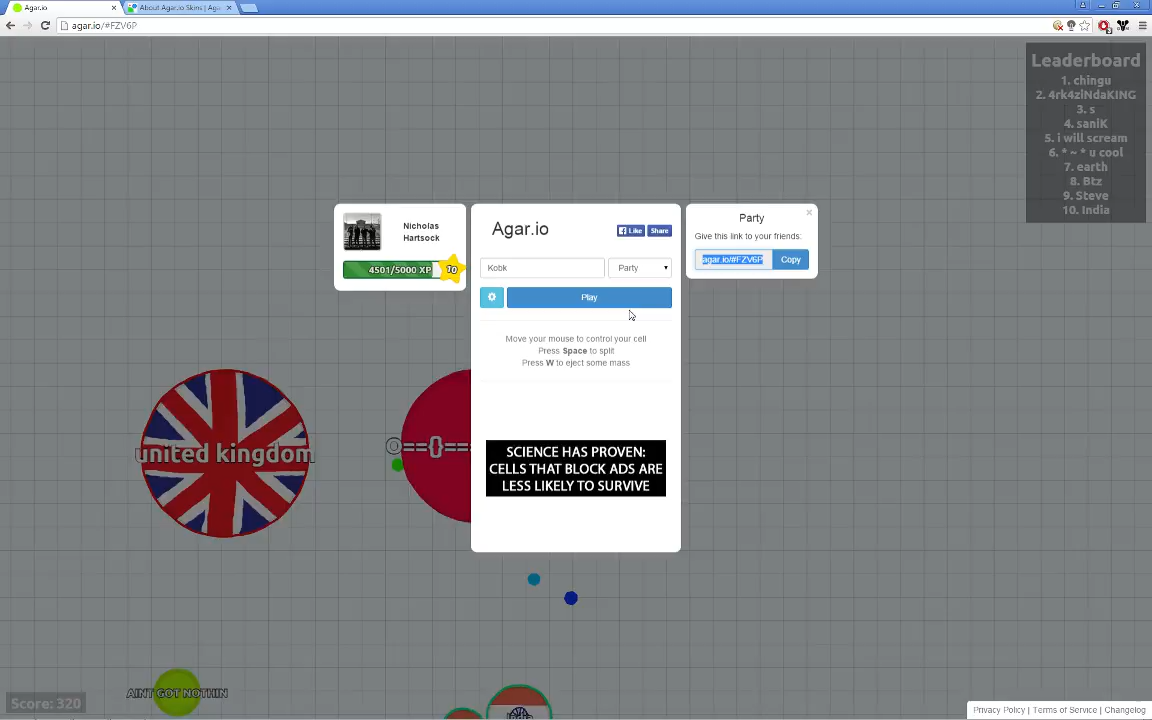 Agar.io
About Agar.io Skins | Aga
agar.io/#FZV6P
Leaderboard
1. chingu
2. 4rk4ziNdaKING
3. s
4. saniK
5. i will scream
6. * ~ * u cool
7. earth
8. Btz
9. Steve
10. India
Nicholas
Hartsock
4501/5000 XP
10
Agar.io
Like
Share
Kobk
Party
Play
Move your mouse to control your cell
Press Space to split
Press W to eject some mass
SCIENCE HAS PROVEN:
CELLS THAT BLOCK ADS ARE
LESS LIKELY TO SURVIVE
Party
Give this link to your friends:
agar.io/#FZV6P
Copy
united kingdom
O=={}==
AINT GOT NOTHIN
Score: 320
Privacy Policy | Terms of Service | Changelog